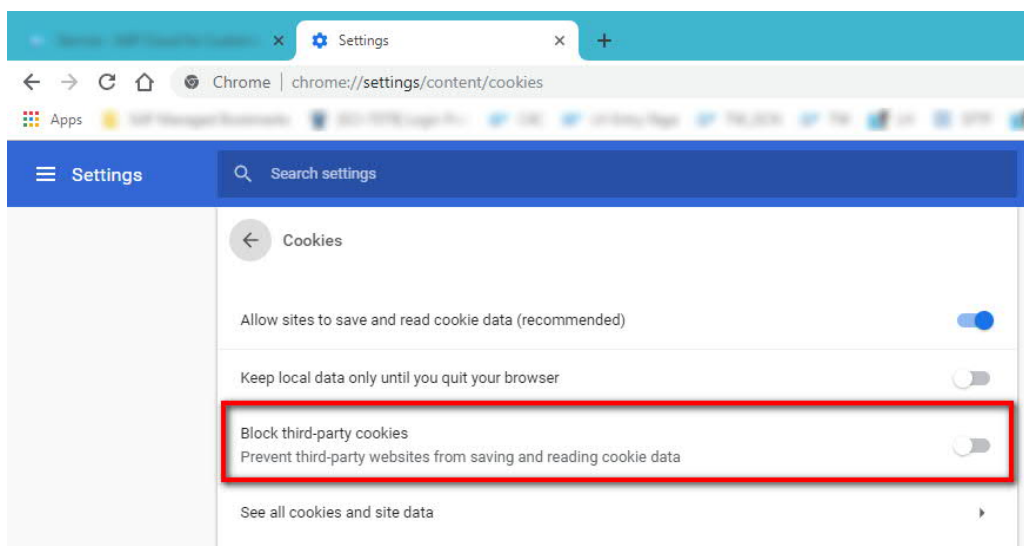 Settings
Chrome | chrome://settings/content/cookies
Apps
Settings
Search settings
Cookies
Allow sites to save and read cookie data (recommended)
Keep local data only until you quit your browser
Block third-party cookies
Prevent third-party websites from saving and reading cookie data
See all cookies and site data